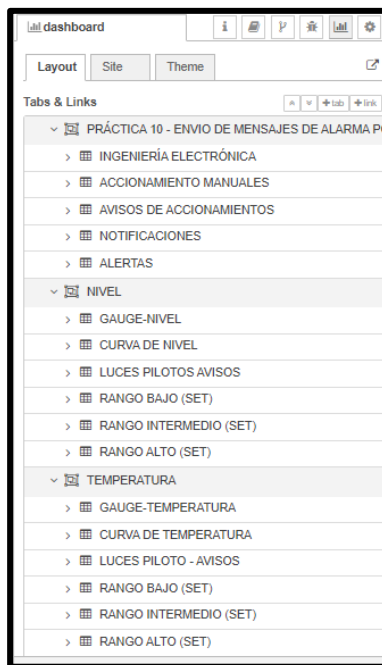 dashboard
Layout Site Theme
Tabs & Links
+tab +link
PRÁCTICA 10 - ENVIO DE MENSAJES DE ALARMA
INGENIERÍA ELECTRÓNICA
ACCIONAMIENTO MANUALES
AVISOS DE ACCIONAMIENTOS
NOTIFICACIONES
ALERTAS
NIVEL
GAUGE-NIVEL
CURVA DE NIVEL
LUCES PILOTOS AVISOS
RANGO BAJO (SET)
RANGO INTERMEDIO (SET)
RANGO ALTO (SET)
TEMPERATURA
GAUGE-TEMPERATURA
CURVA DE TEMPERATURA
LUCES PILOTO - AVISOS
RANGO BAJO (SET)
RANGO INTERMEDIO (SET)
RANGO ALTO (SET)